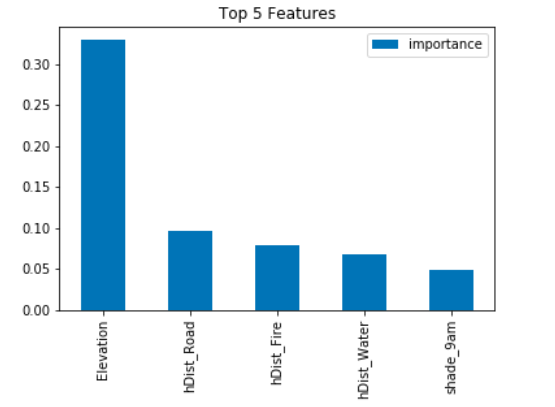 Top 5 Features
importance
0.30
0.25
0.20
0.15
0.10
0.05
0.00
Elevation
hDist_Road
hDist_Fire
hDist_Water
shade_9am